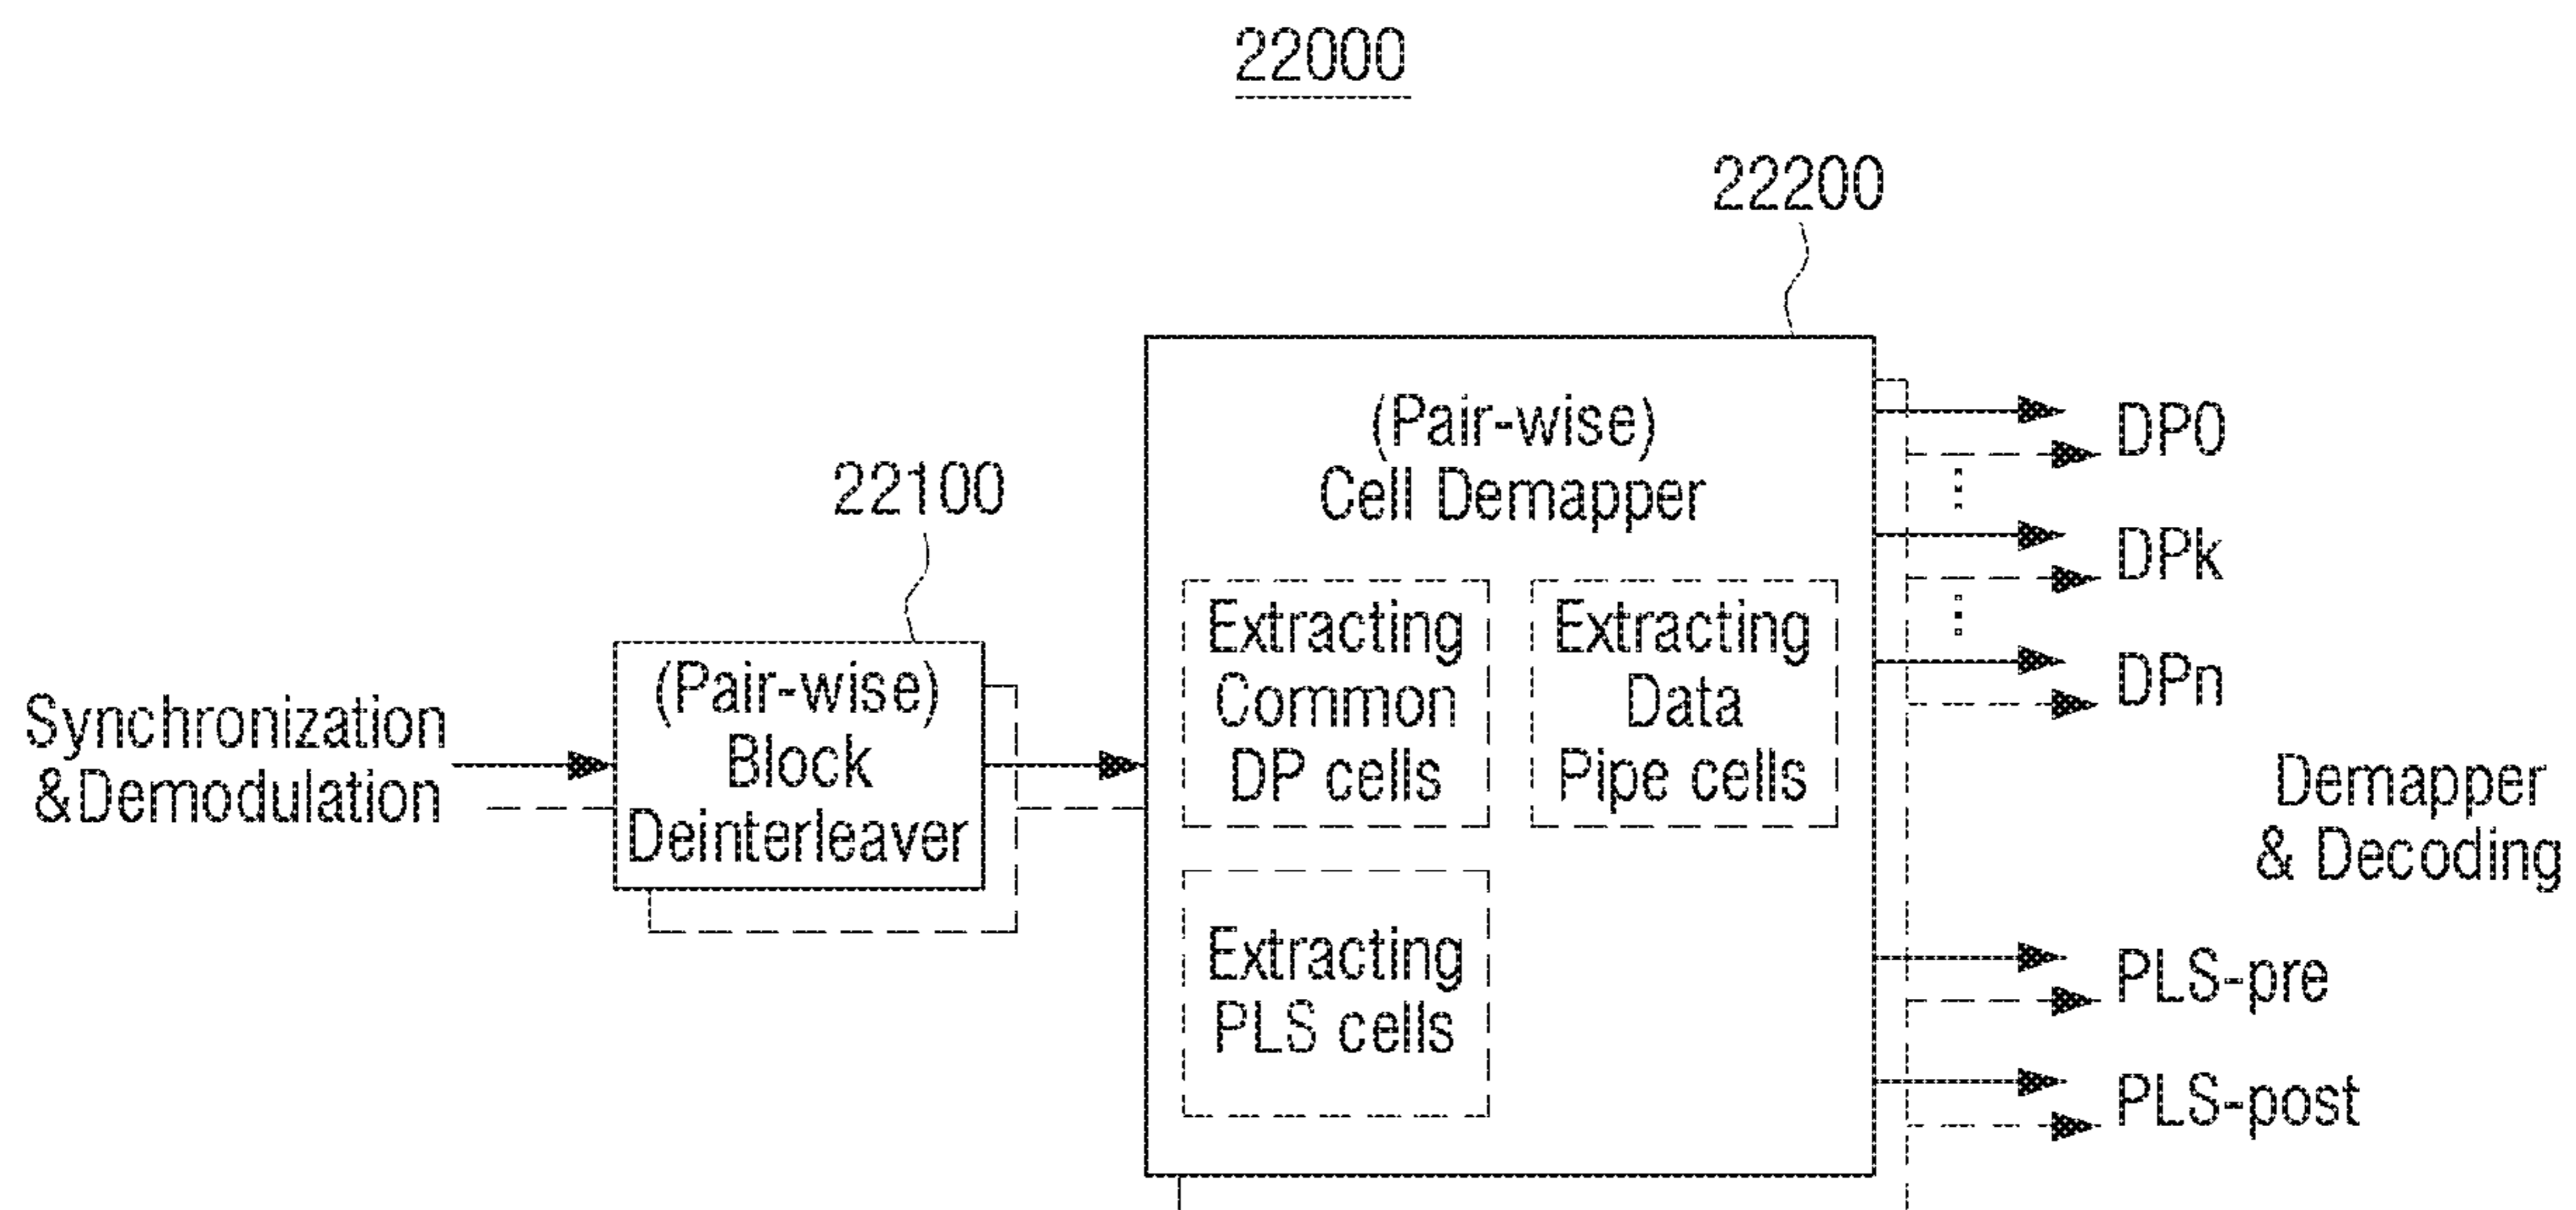 22000
22200
22100
Synchronization
&Demodulation
(Pair-wise)
Block
Deinterleaver
(Pair-wise)
Cell Demapper
Extracting
Common
DP cells
Extracting
Data
Pipe cells
Extracting
PLS cells
DP0
DPk
DPn
PLS-pre
PLS-post
Demapper
& Decoding